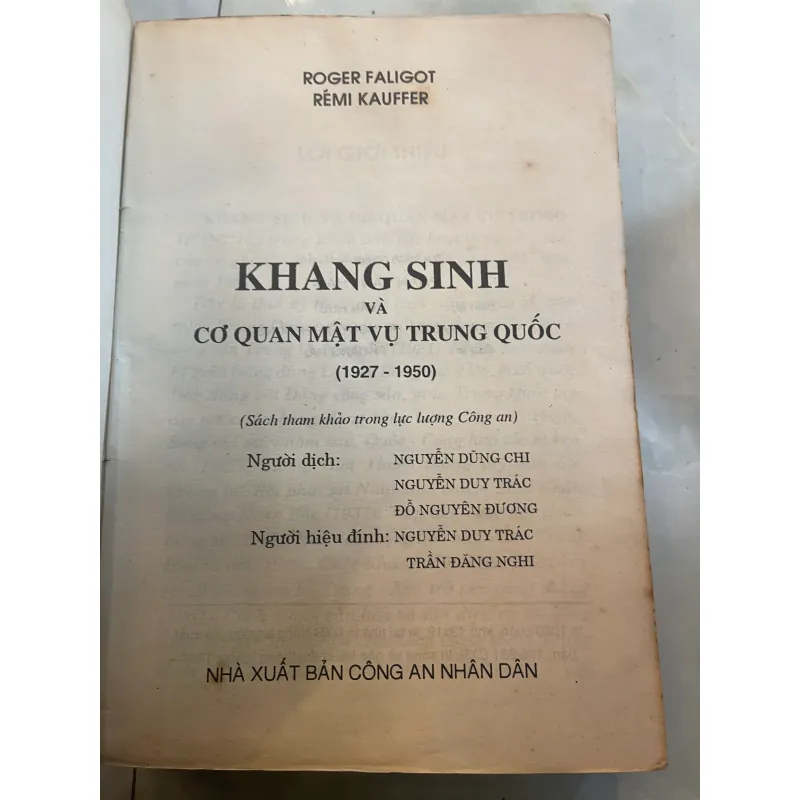 ROGER FALIGOT
RÉMI KAUFFER
KHANG SINH
VÀ
CƠ QUAN MẬT VỤ TRUNG QUỐC
(1927 - 1950)
(Sách tham khảo trong lực lượng Công an)
Người dịch: NGUYỄN DŨNG CHI
NGUYỄN DUY TRÁC
ĐỖ NGUYÊN ĐƯƠNG
Người hiệu đính: NGUYỄN DUY TRÁC
TRẦN ĐĂNG NGHI
NHÀ XUẤT BẢN CÔNG AN NHÂN DÂN